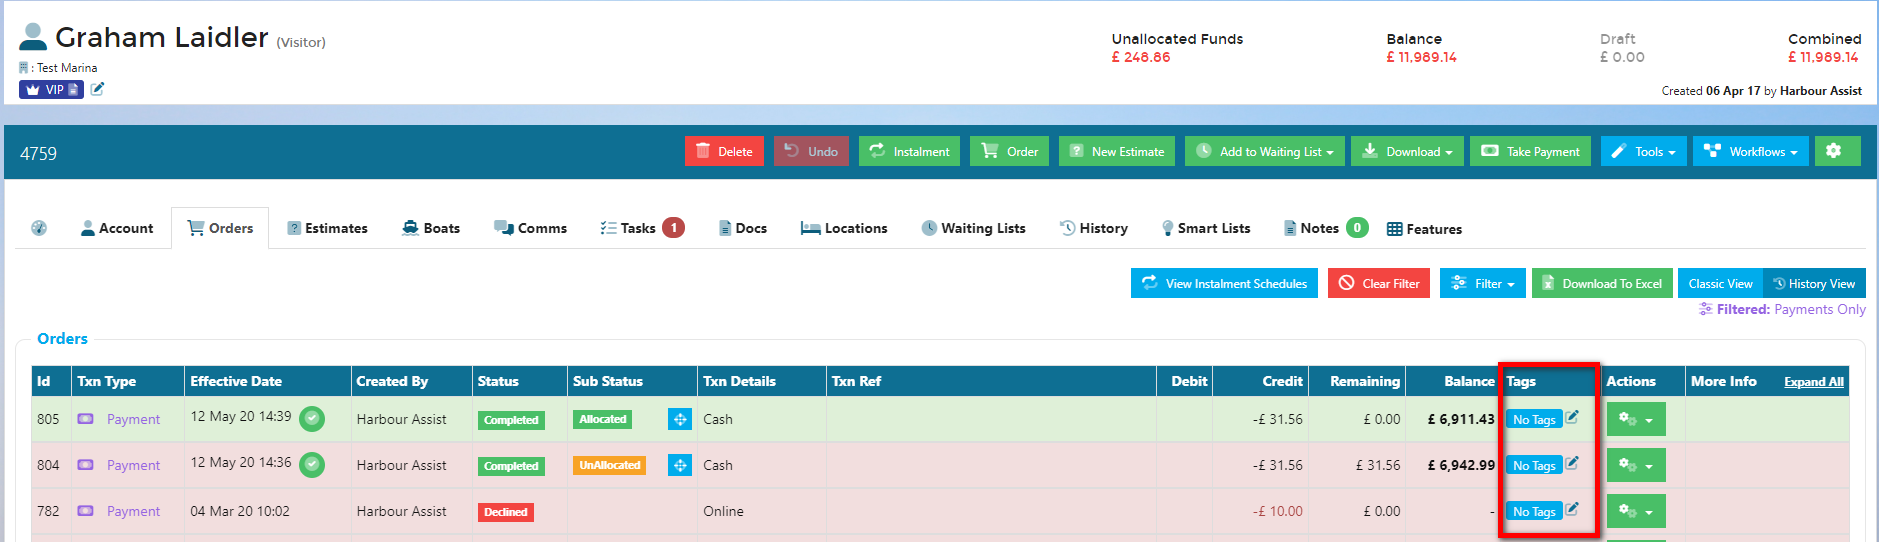 Graham Laidler (Visitor)
: Test Marina
VIP
Unallocated Funds Balance Draft Combined
£ 248.86 £ 11,989.14 £ 0.00 £ 11,989.14
Created 06 Apr 17 by Harbour Assist
4759 Delete Undo Instalment Order New Estimate Add to Waiting List Download Take Payment Tools Workflows
Account Orders Estimates Boats Comms Tasks 1 Docs Locations Waiting Lists History Smart Lists Notes 0 Features
View Instalment Schedules Clear Filter Filter Download To Excel Classic View History View
Filtered: Payments Only
Orders
Id Txn Type Effective Date Created By Status Sub Status Txn Details Txn Ref Debit Credit Remaining Balance Tags Actions More Info Expand All
805 Payment 12 May 20 14:39 Harbour Assist Completed Allocated Cash -£ 31.56 £ 0.00 £ 6,911.43 No Tags
804 Payment 12 May 20 14:36 Harbour Assist Completed UnAllocated Cash -£ 31.56 £ 31.56 £ 6,942.99 No Tags
782 Payment 04 Mar 20 10:02 Harbour Assist Declined Online -£ 10.00 £ 0.00 - No Tags